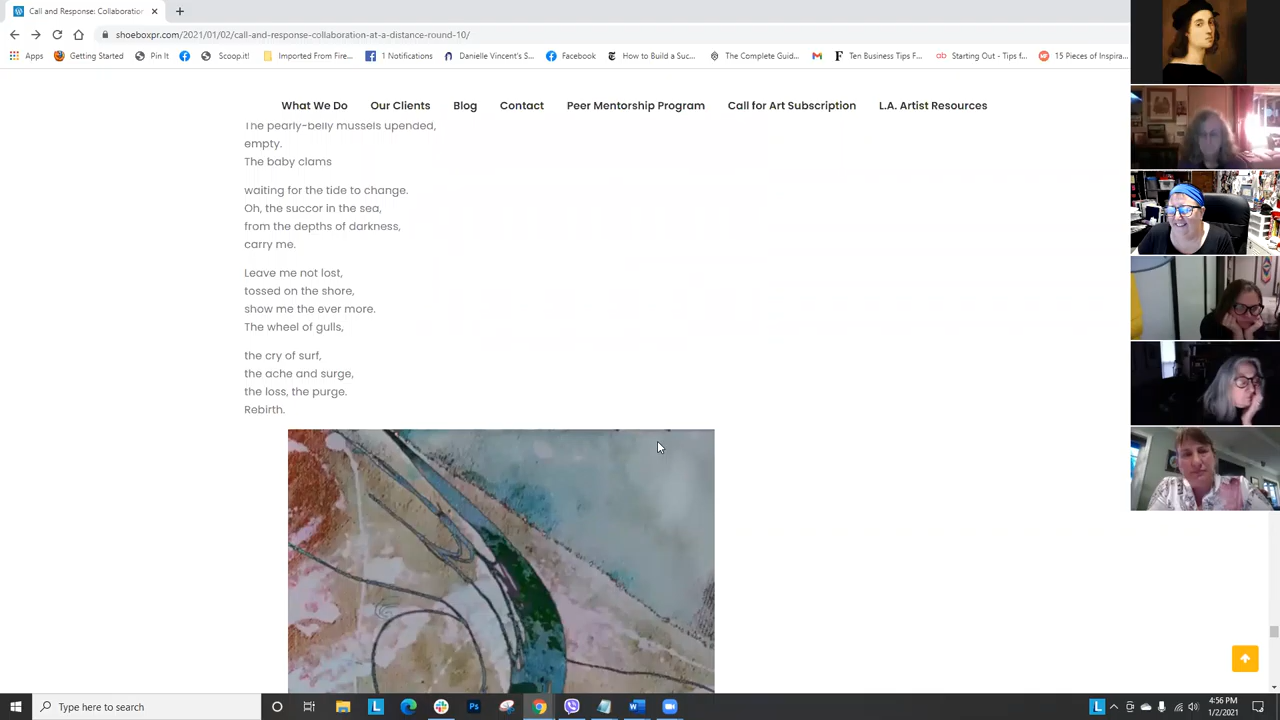 Call and Response: Collaboration
shoeboxpr.com/2021/01/02/call-and-response-collaboration-at-a-distance-round-10/
Apps Getting Started Pin It Scoop.it Imported From Fire... 1 Notifications Danielle Vincent's S... Facebook How to Build a Suc... The Complete Guid... Ten Business Tips F... Starting Out - Tips f... 15 Pieces of Inspira...
What We Do Our Clients Blog Contact Peer Mentorship Program Call for Art Subscription L.A. Artist Resources
The pearly-belly mussels upended,
empty.
The baby clams
waiting for the tide to change.
Oh, the succor in the sea,
from the depths of darkness,
carry me.
Leave me not lost,
tossed on the shore,
show me the ever more.
The wheel of gulls,
the cry of surf,
the ache and surge,
the loss, the purge.
Rebirth.
Type here to search
4:56 PM
1/2/2021